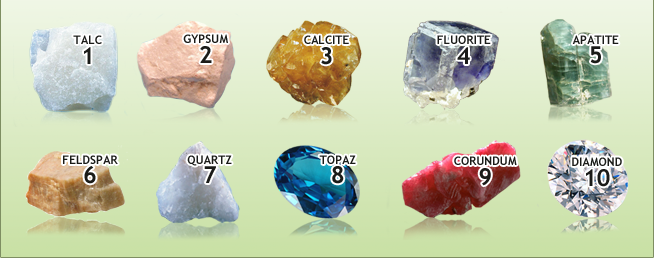 TALC
1
GYPSUM
2
CALCITE
3
FLUORITE
4
APATITE
5
FELDSPAR
6
QUARTZ
7
TOPAZ
8
CORUNDUM
9
DIAMOND
10